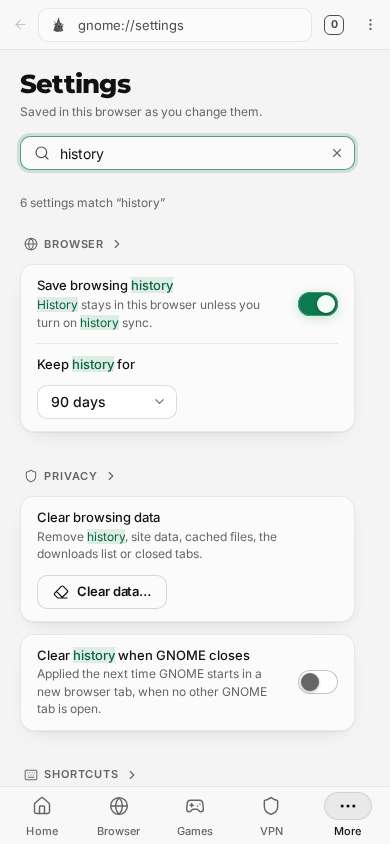 gnome://settings
0
Settings
Saved in this browser as you change them.
history
6 settings match “history”
BROWSER
Save browsing history
History stays in this browser unless you
turn on history sync.
Keep history for
90 days
PRIVACY
Clear browsing data
Remove history, site data, cached files, the
downloads list or closed tabs.
Clear data...
Clear history when GNOME closes
Applied the next time GNOME starts in a
new browser tab, when no other GNOME
tab is open.
SHORTCUTS
Home
Browser
Games
VPN
More